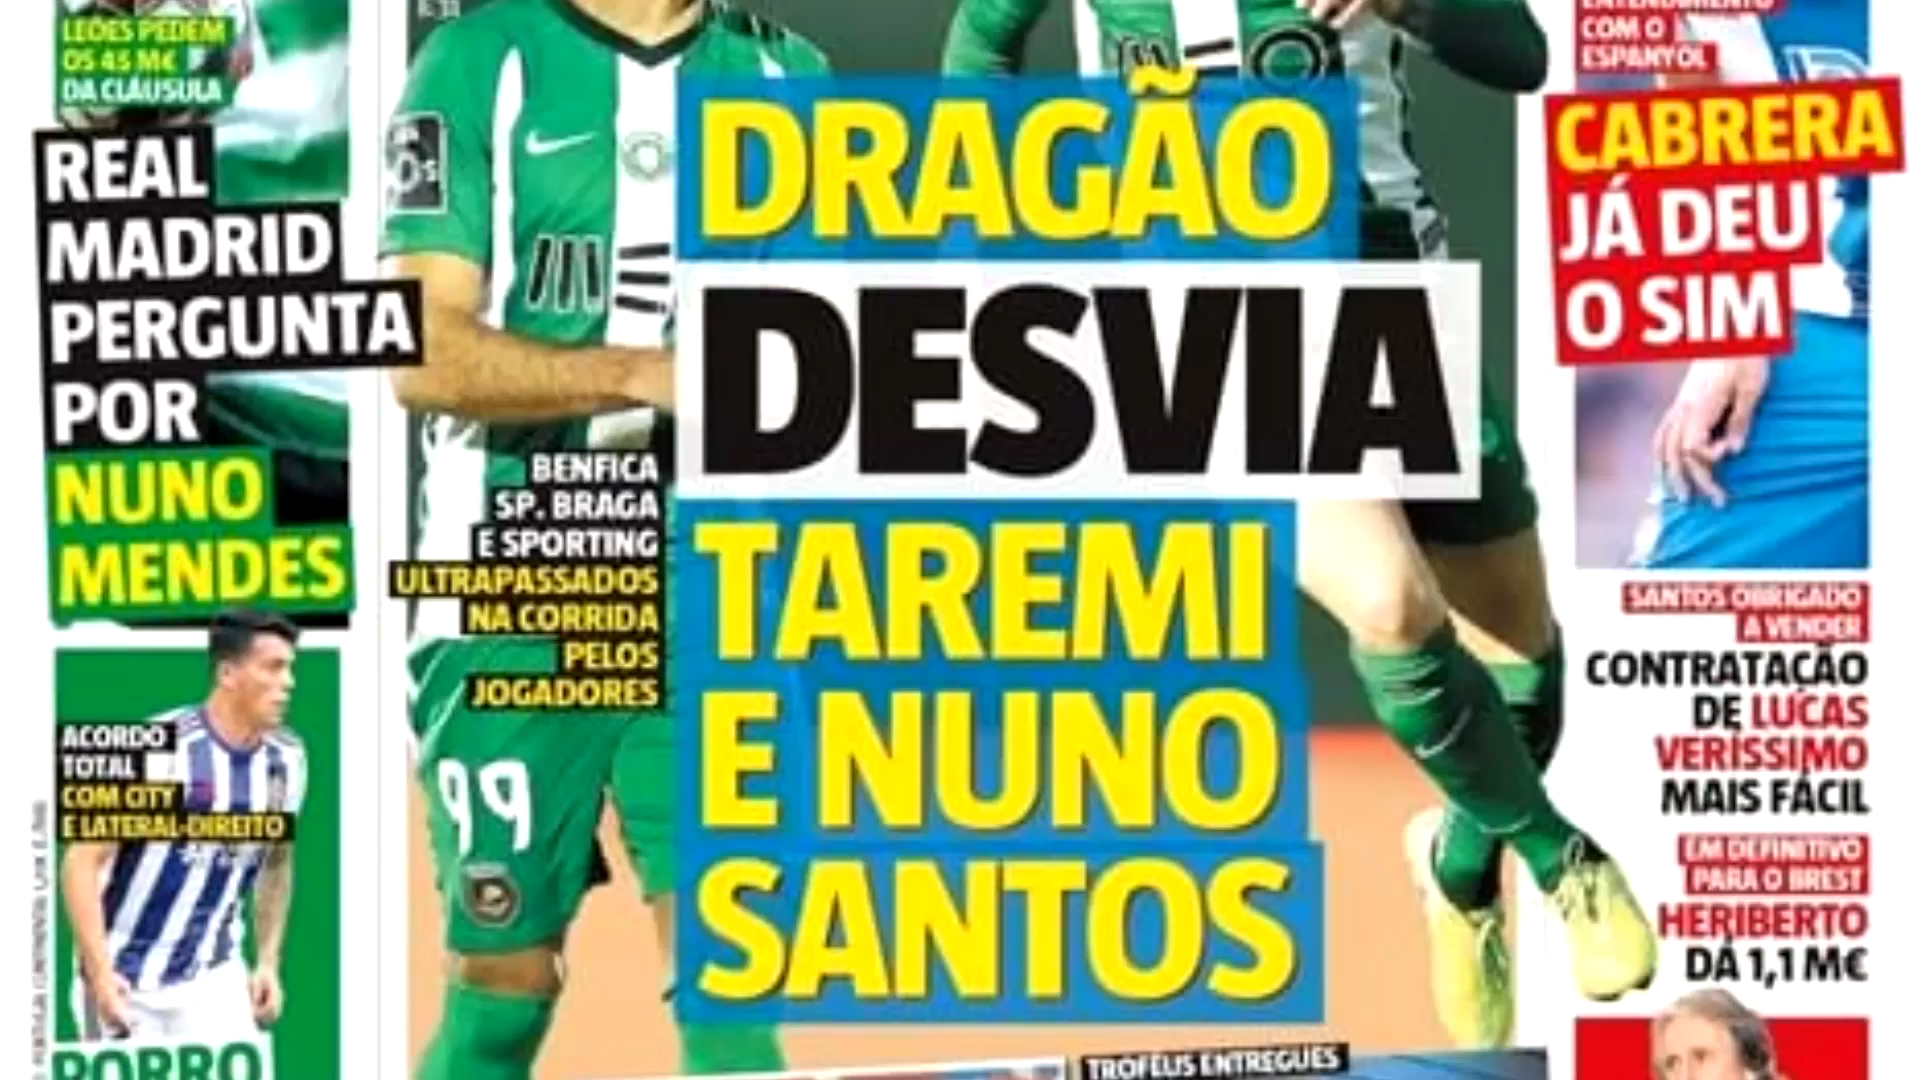 LEÕES PEDEM
OS 45 M€
DA CLÁUSULA
REAL
MADRID
PERGUNTA
POR
NUNO
MENDES
ACORDO
TOTAL
COM CITY
E LATERAL-DIREITO
PORRO
BENFICA
SP. BRAGA
E SPORTING
ULTRAPASSADOS
NA CORRIDA
PELOS
JOGADORES
99
DRAGÃO
DESVIA
TAREMI
E NUNO
SANTOS
TROFÉUS ENTREGUES
ENTENDIMENTO
COM O
ESPANYOL
CABRERA
JÁ DEU
O SIM
SANTOS OBRIGADO
A VENDER
CONTRATAÇÃO
DE LUCAS
VERÍSSIMO
MAIS FÁCIL
EM DEFINITIVO
PARA O BREST
HERIBERTO
DÁ 1,1 M€